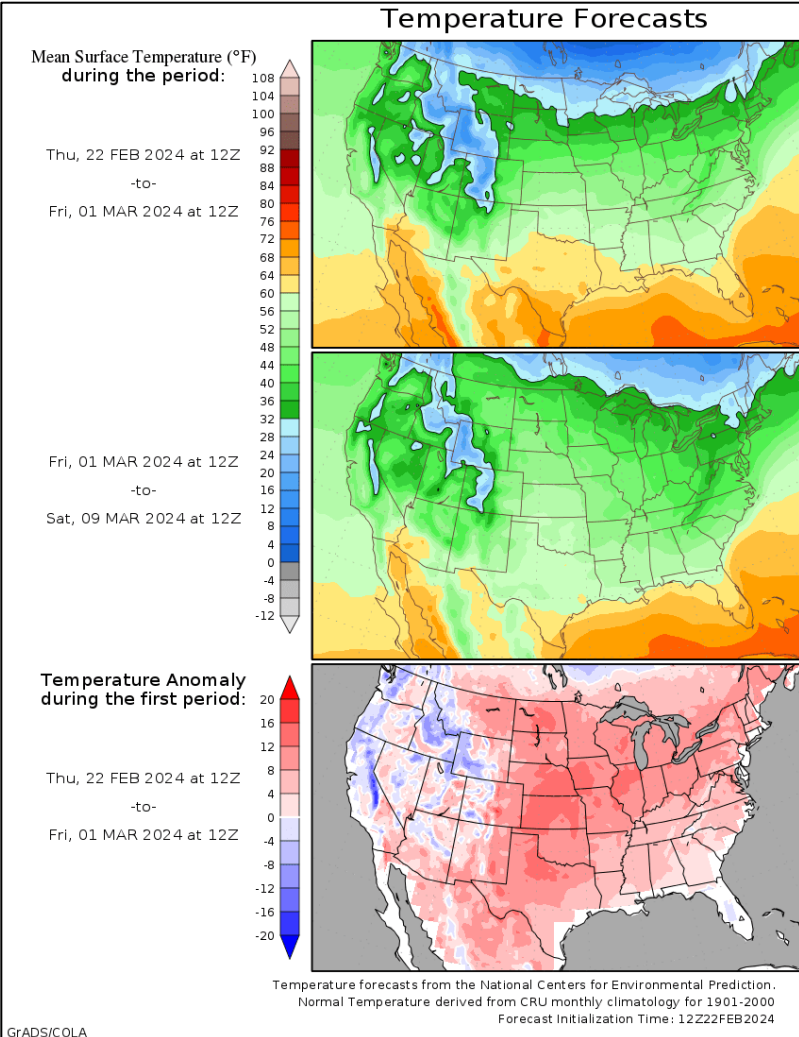 Temperature Forecasts
Mean Surface Temperature (°F)
during the period:
Thu, 22 FEB 2024 at 12Z
-to-
Fri, 01 MAR 2024 at 12Z
108
104
100
96
92
88
84
80
76
72
68
64
60
56
52
48
44
40
36
32
28
24
20
16
12
8
4
0
-4
-8
-12
Fri, 01 MAR 2024 at 12Z
-to-
Sat, 09 MAR 2024 at 12Z
Temperature Anomaly
during the first period:
Thu, 22 FEB 2024 at 12Z
-to-
Fri, 01 MAR 2024 at 12Z
20
16
12
8
4
0
-4
-8
-12
-16
-20
Temperature forecasts from the National Centers for Environmental Prediction.
Normal Temperature derived from CRU monthly climatology for 1901-2000
Forecast Initialization Time: 12Z22FEB2024
GrADS/COLA